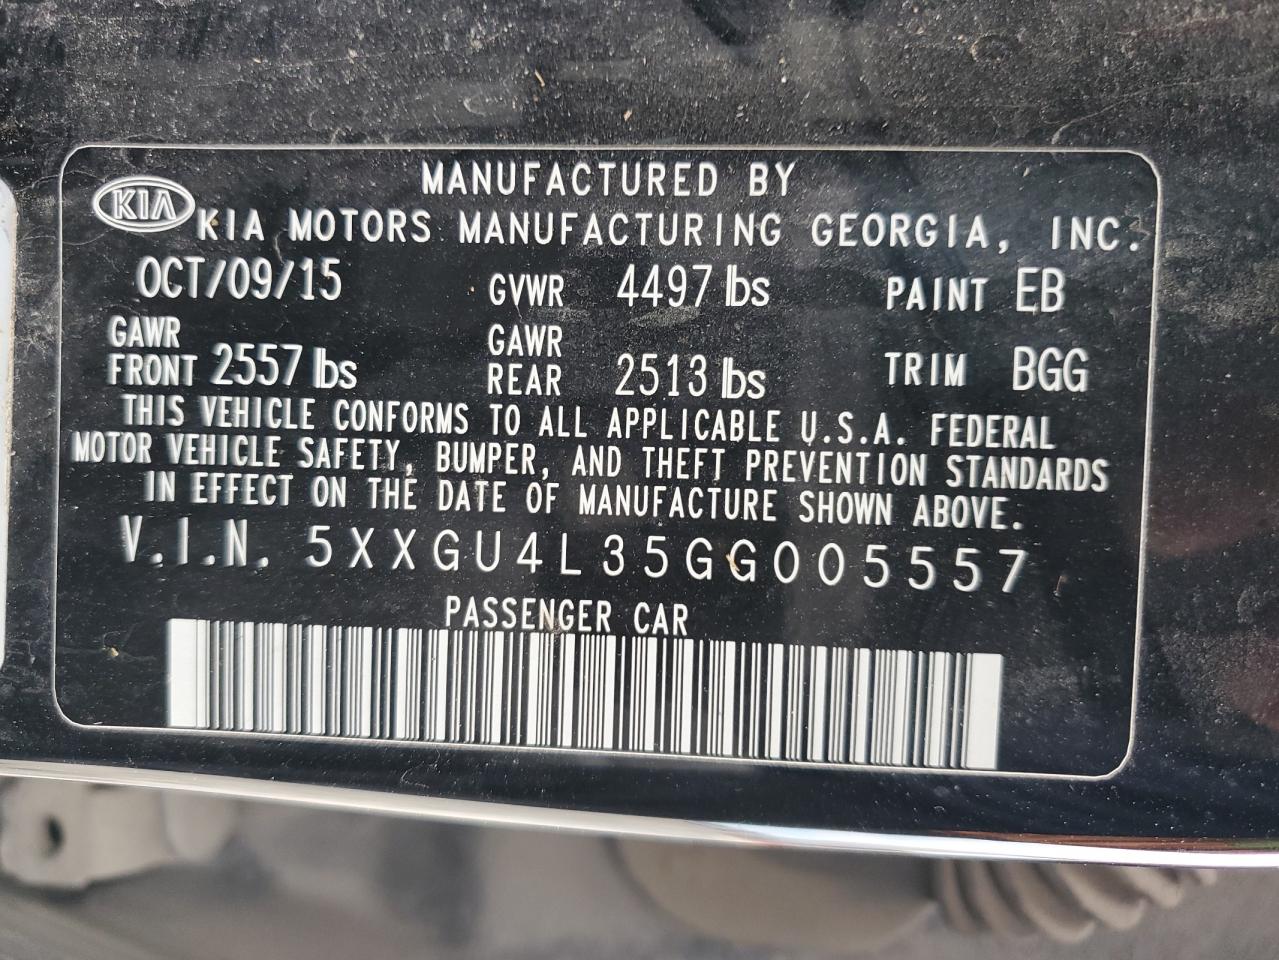 MANUFACTURED BY
KIA KIA MOTORS MANUFACTURING GEORGIA, INC.
OCT/09/15 GVWR 4497 lbs PAINT EB
GAWR FRONT 2557 lbs GAWR REAR 2513 lbs TRIM BGG
THIS VEHICLE CONFORMS TO ALL APPLICABLE U.S.A. FEDERAL
MOTOR VEHICLE SAFETY, BUMPER, AND THEFT PREVENTION STANDARDS
IN EFFECT ON THE DATE OF MANUFACTURE SHOWN ABOVE.
V.I.N. 5XXGU4L35GG005557
PASSENGER CAR